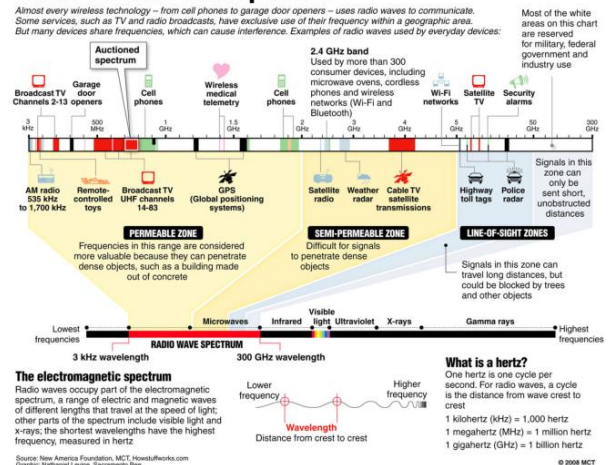 Almost every wireless technology – from cell phones to garage door openers – uses radio waves to communicate.
Some services, such as TV and radio broadcasts, have exclusive use of their frequency within a geographic area.
But many devices share frequencies, which can cause interference. Examples of radio waves used by everyday devices:
Most of the
white areas
areas on this chart
are reserved
for military, federal
government and
industry use
Auctioned
spectrum
2.4 GHz band
Used by more than 300
consumer devices, including
microwave ovens, cordless
phones and wireless
networks (Wi-Fi and
Bluetooth)
Broadcast TV
Channels 2-13
Garage
door
openers
Cell
phones
Wireless
medical
telemetry
Cell
phones
Wi-Fi
networks
Satellite
TV
Security
alarms
3
kHz
500
MHz
1
GHz
1.5
GHz
2
GHz
3
GHz
4
GHz
5
GHz
50
GHz
300
GHz
AM radio
535 kHz
to 1,700 kHz
Remote-
controlled
toys
Broadcast TV
UHF channels
14-83
GPS
(Global positioning
systems)
Satellite
radio
Weather
radar
Cable TV
satellite
transmissions
Highway
toll tags
Police
radar
Signals in this
zone can
only be
sent short,
unobstructed
distances
PERMEABLE ZONE
Frequencies in this range are considered
more valuable because they can penetrate
dense objects, such as a building made
out of concrete
SEMI-PERMEABLE ZONE
Difficult for signals
to penetrate dense
objects
LINE-OF-SIGHT ZONES
Signals in this zone can
travel long distances, but
could be blocked by trees
and other objects
Lowest
frequencies
Microwaves
Infrared
Visible
light
Ultraviolet
X-rays
Gamma rays
Highest
frequencies
RADIO WAVE SPECTRUM
3 kHz wavelength
300 GHz wavelength
The electromagnetic spectrum
Radio waves occupy part of the electromagnetic
spectrum, a range of electric and magnetic waves
of different lengths that travel at the speed of light;
other parts of the spectrum include visible light and
x-rays; the shortest wavelengths have the highest
frequency, measured in hertz
Lower
frequency
Higher
frequency
Wavelength
Distance from crest to crest
What is a hertz?
One hertz is one cycle per
second. For radio waves, a cycle
is the distance from wave crest to
crest
1 kilohertz (kHz) = 1,000 hertz
1 megahertz (MHz) = 1 million hertz
1 gigahertz (GHz) = 1 billion hertz
Source: New America Foundation, MCT, Howstuffworks.com
Graphic: Nathaniel Levine, Sacramento Bee
© 2008 MCT